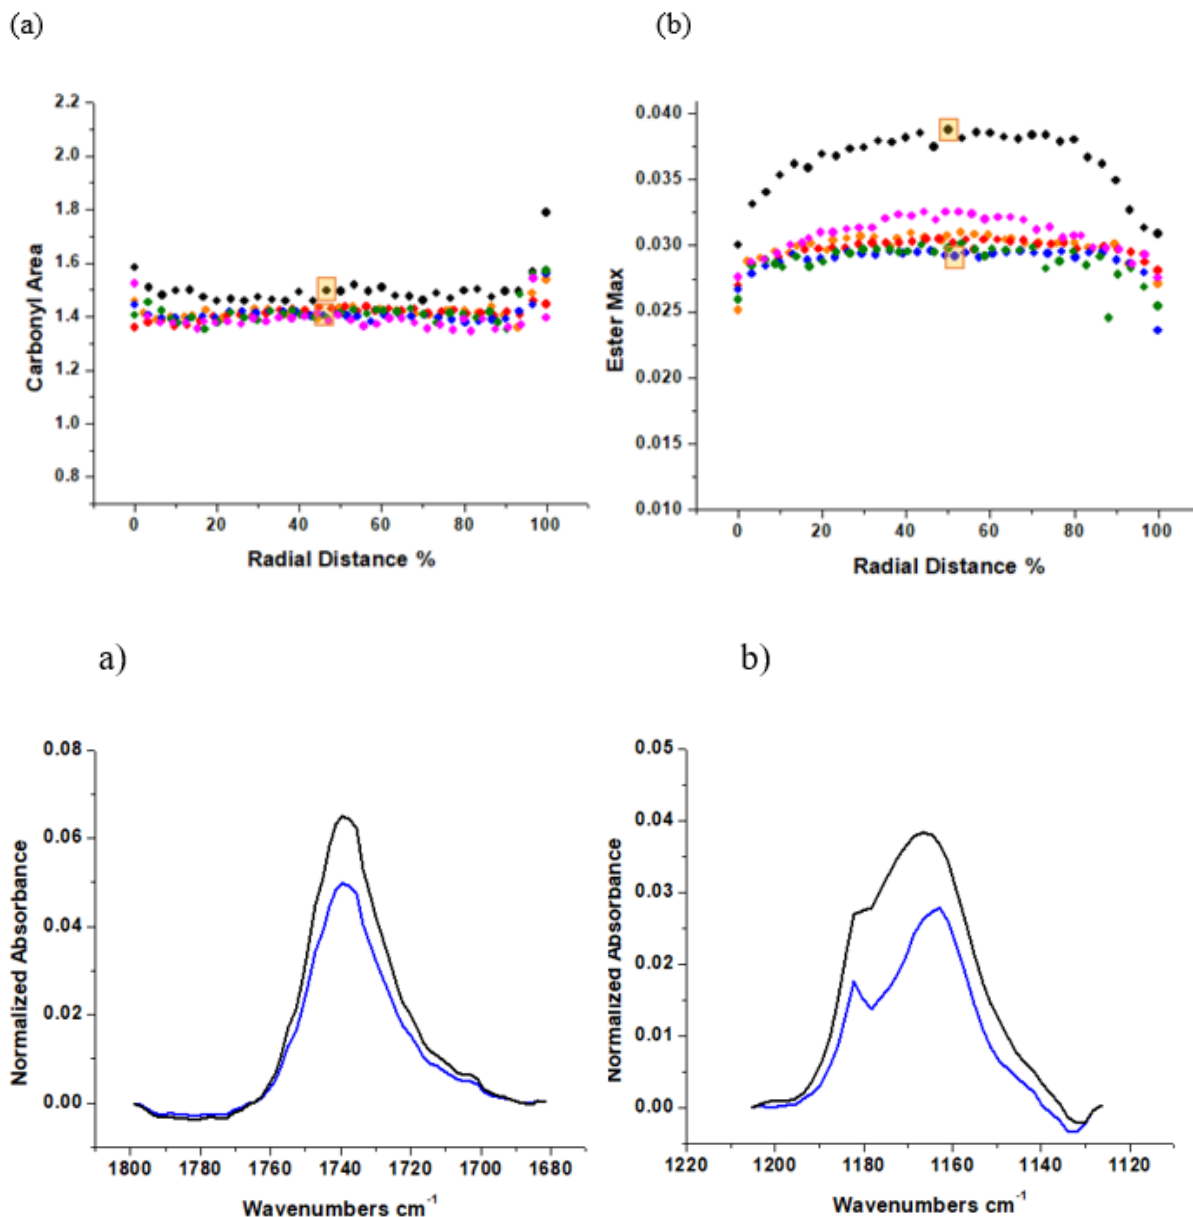 (a)
(b)
2.2
2.0
1.8
1.6
1.4
1.2
1.0
0.8
Carbonyl Area
0 20 40 60 80 100
Radial Distance %
0.040
0.035
0.030
0.025
0.020
0.015
0.010
Ester Max
0 20 40 60 80 100
Radial Distance %
a)
b)
0.08
0.06
0.04
0.02
0.00
Normalized Absorbance
1800 1780 1760 1740 1720 1700 1680
Wavenumbers cm-1
0.05
0.04
0.03
0.02
0.01
0.00
Normalized Absorbance
1220 1200 1180 1160 1140 1120
Wavenumbers cm-1